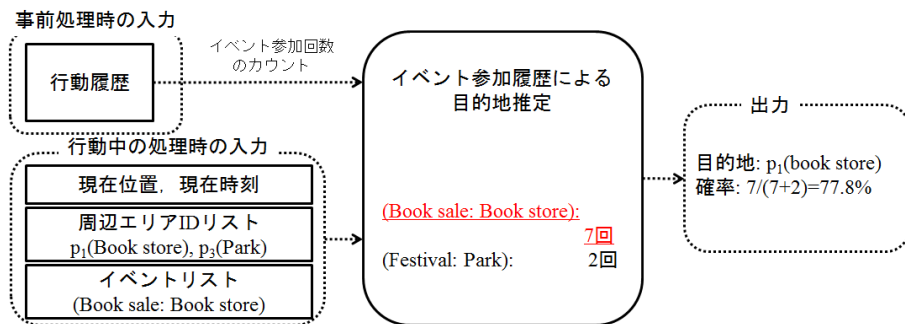 事前処理時の入力
行動履歴
イベント参加回数
のカウント
行動中の処理時の入力
現在位置，現在時刻
周辺エリアIDリスト
p1(Book store), p3(Park)
イベントリスト
(Book sale: Book store)
イベント参加履歴による
目的地推定
(Book sale: Book store):
7回
(Festival: Park): 2回
出力
目的地: p1(book store)
確率: 7/(7+2)=77.8%